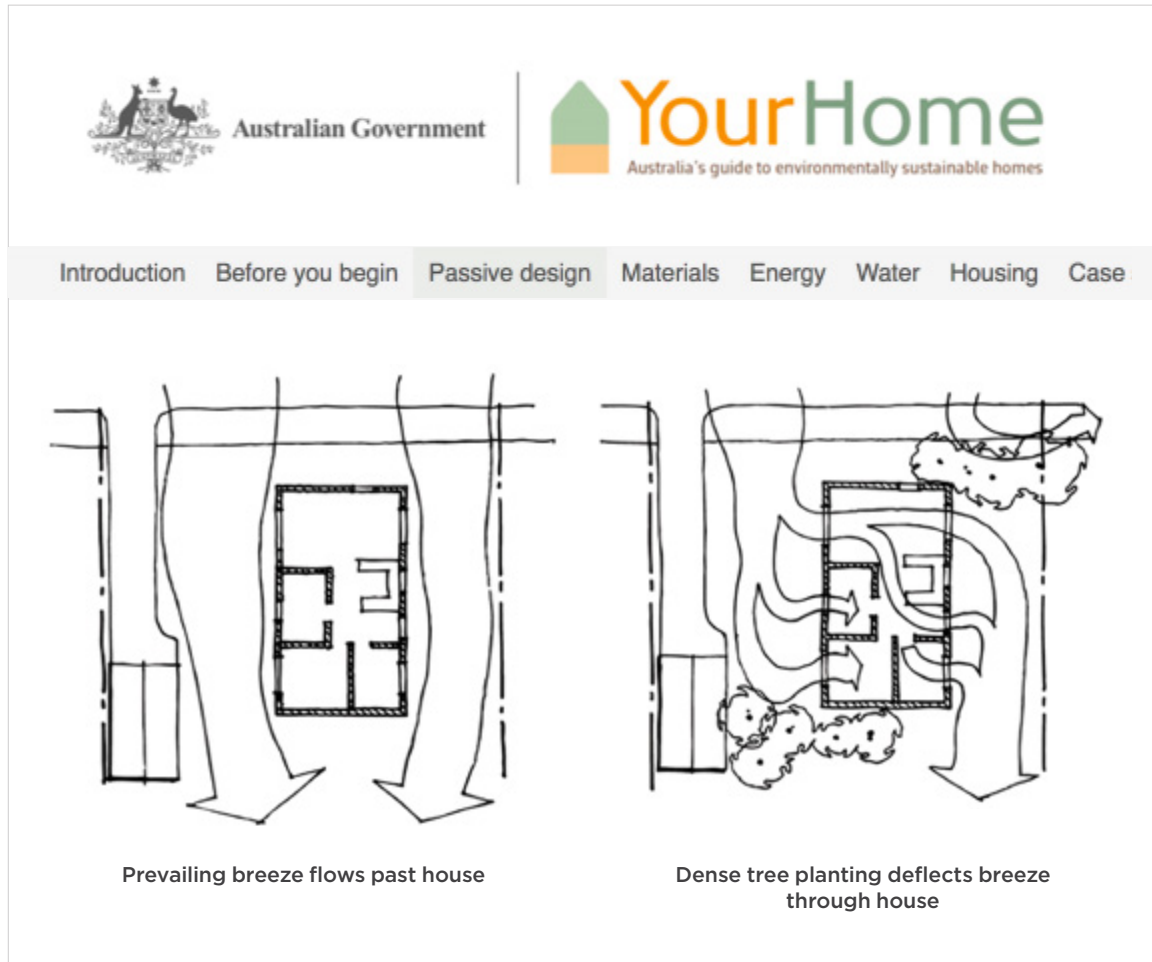 Australian Government
YourHome
Australia's guide to environmentally sustainable homes
Introduction Before you begin Passive design Materials Energy Water Housing Case
Prevailing breeze flows past house
Dense tree planting deflects breeze
through house